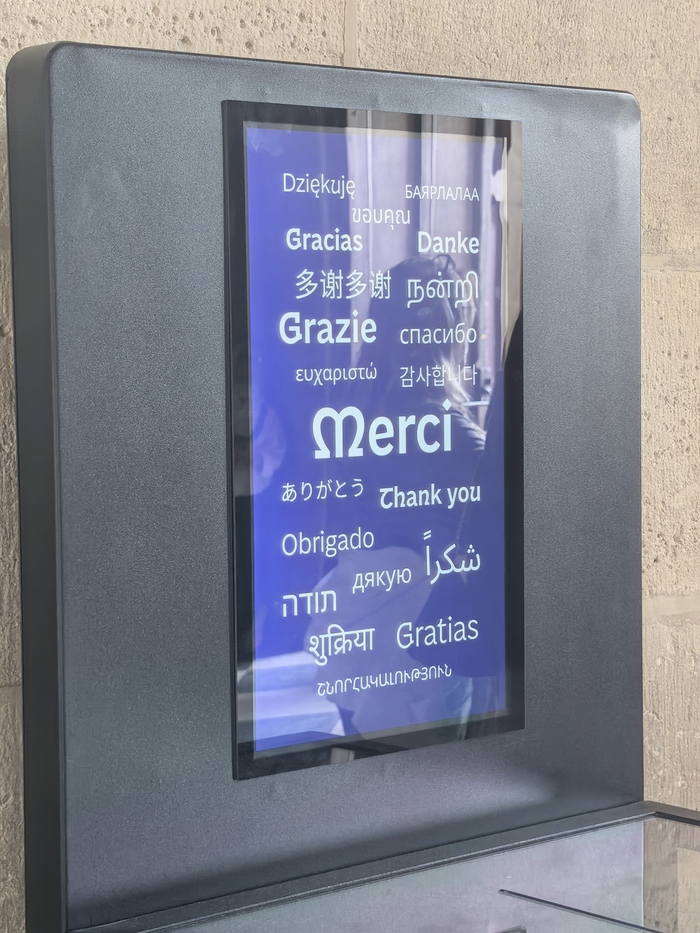 Dziękuję
БАЯРЛАЛАА
ขอบคุณ
Gracias
Danke
多谢多谢
நன்றி
Grazie
спасибо
ευχαριστώ
감사합니다
Merci
ありがとう
Thank you
Obrigado
شكراً
дякую
תודה
शुक्रिया
Gratias
ՇՆՈՐՀԱԿԱԼՈՒԹՅՈՒՆ